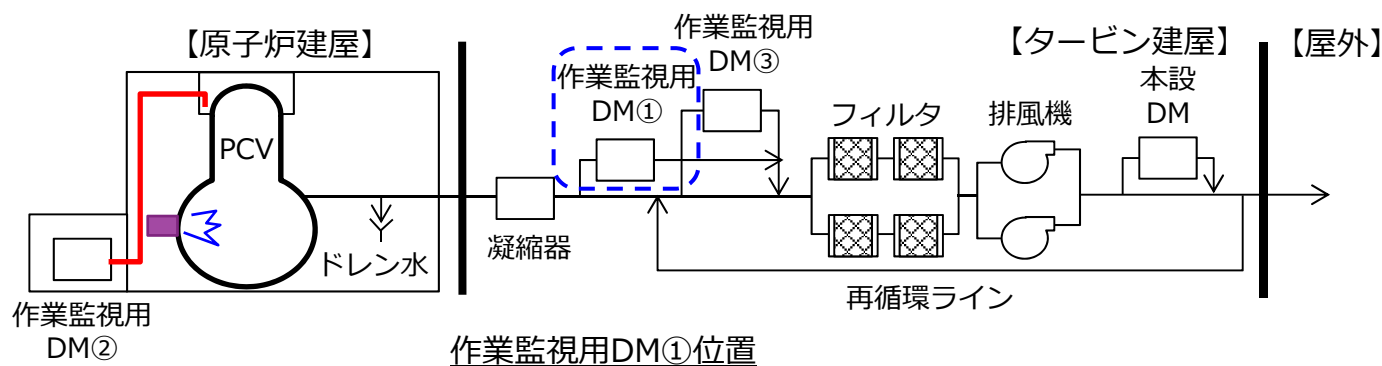 【原子炉建屋】
作業監視用
DM③
【タービン建屋】
【屋外】
作業監視用
DM①
本設
DM
フィルタ
排風機
PCV
凝縮器
ドレン水
再循環ライン
作業監視用
DM②
作業監視用DM①位置